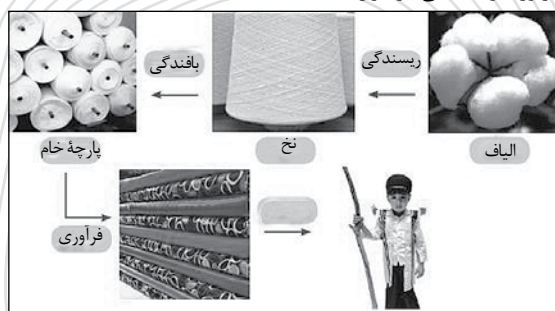 ریسندگی
بافندگی
الیاف
نخ
پارچهٔ خام
فرآوری